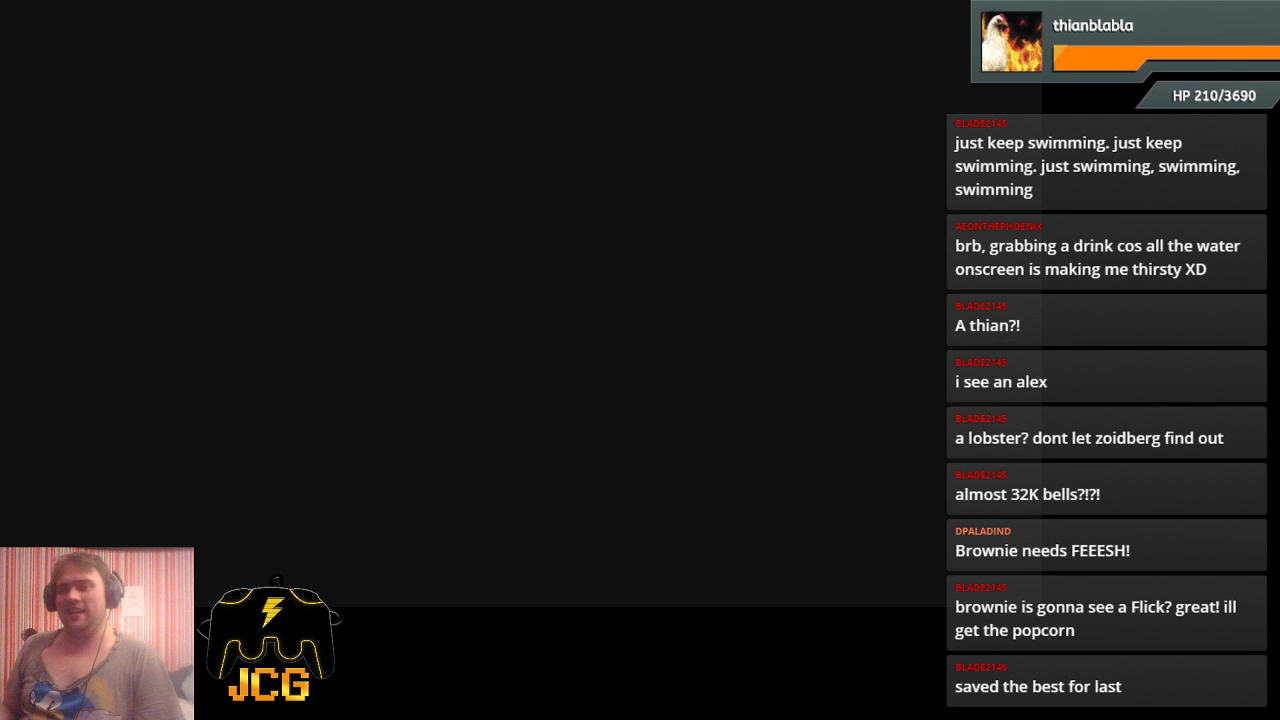 thianblabla
HP 210/3690
BLADE2145
just keep swimming. just keep
swimming. just swimming, swimming,
swimming
AEONTHEPHOENIX
brb, grabbing a drink cos all the water
onscreen is making me thirsty XD
BLADE2145
A thian?!
BLADE2145
i see an alex
BLADE2145
a lobster? dont let zoidberg find out
BLADE2145
almost 32K bells?!?!
DPALADIND
Brownie needs FEEESH!
BLADE2145
brownie is gonna see a Flick? great! ill
get the popcorn
BLADE2145
saved the best for last
JCG